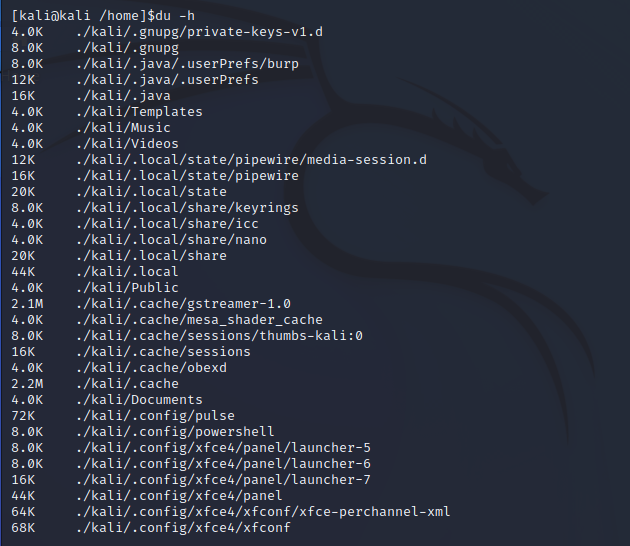 [kali@kali /home]$du -h
4.0K    ./kali/.gnupg/private-keys-v1.d
8.0K    ./kali/.gnupg
8.0K    ./kali/.java/.userPrefs/burp
12K     ./kali/.java/.userPrefs
16K     ./kali/.java
4.0K    ./kali/Templates
4.0K    ./kali/Music
4.0K    ./kali/Videos
12K     ./kali/.local/state/pipewire/media-session.d
16K     ./kali/.local/state/pipewire
20K     ./kali/.local/state
8.0K    ./kali/.local/share/keyrings
4.0K    ./kali/.local/share/icc
4.0K    ./kali/.local/share/nano
20K     ./kali/.local/share
44K     ./kali/.local
4.0K    ./kali/Public
2.1M    ./kali/.cache/gstreamer-1.0
4.0K    ./kali/.cache/mesa_shader_cache
8.0K    ./kali/.cache/sessions/thumbs-kali:0
16K     ./kali/.cache/sessions
4.0K    ./kali/.cache/obexd
2.2M    ./kali/.cache
4.0K    ./kali/Documents
72K     ./kali/.config/pulse
8.0K    ./kali/.config/powershell
8.0K    ./kali/.config/xfce4/panel/launcher-5
8.0K    ./kali/.config/xfce4/panel/launcher-6
16K     ./kali/.config/xfce4/panel/launcher-7
44K     ./kali/.config/xfce4/panel
64K     ./kali/.config/xfce4/xfconf/xfce-perchannel-xml
68K     ./kali/.config/xfce4/xfconf